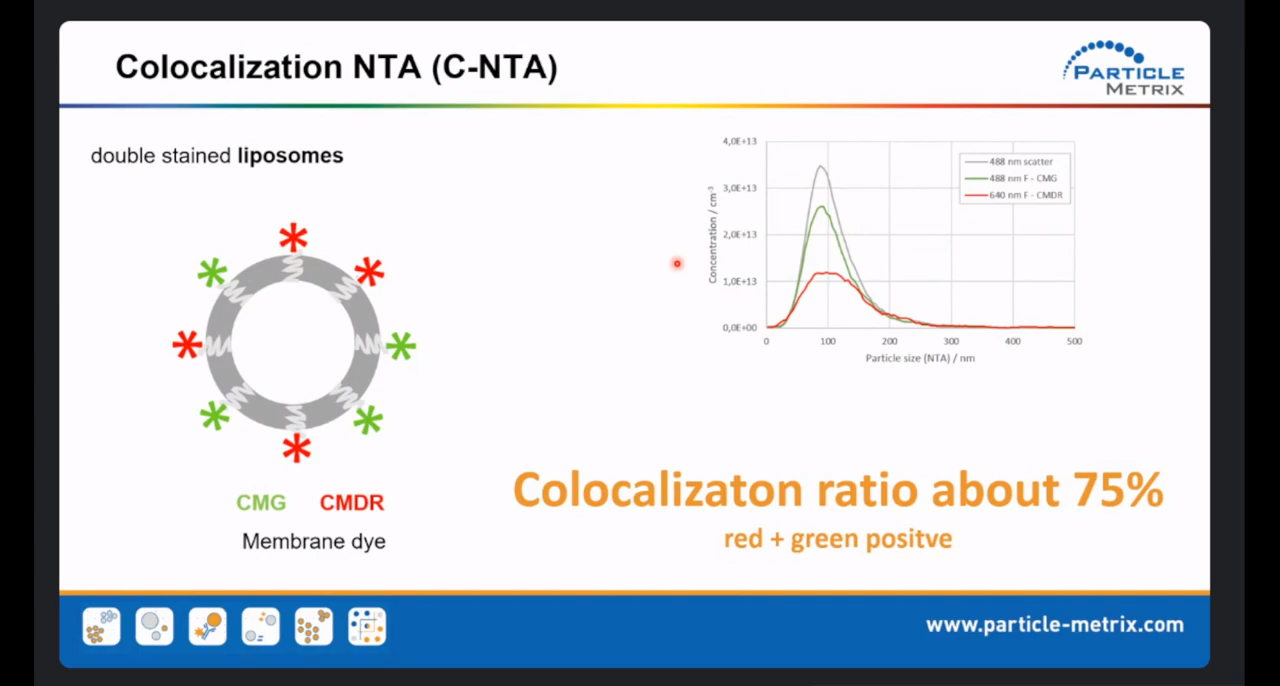 Colocalization NTA (C-NTA)
PARTICLE
METRIX
double stained liposomes
4,0E+13
3,0E+13
2,0E+13
1,0E+13
0,0E+00
Concentration / cm-3
488 nm scatter
488 nm F - CMG
640 nm F - CMDR
0 100 200 300 400 500
Particle size (NTA) / nm
CMG CMDR
Membrane dye
Colocalizaton ratio about 75%
red + green positve
www.particle-metrix.com